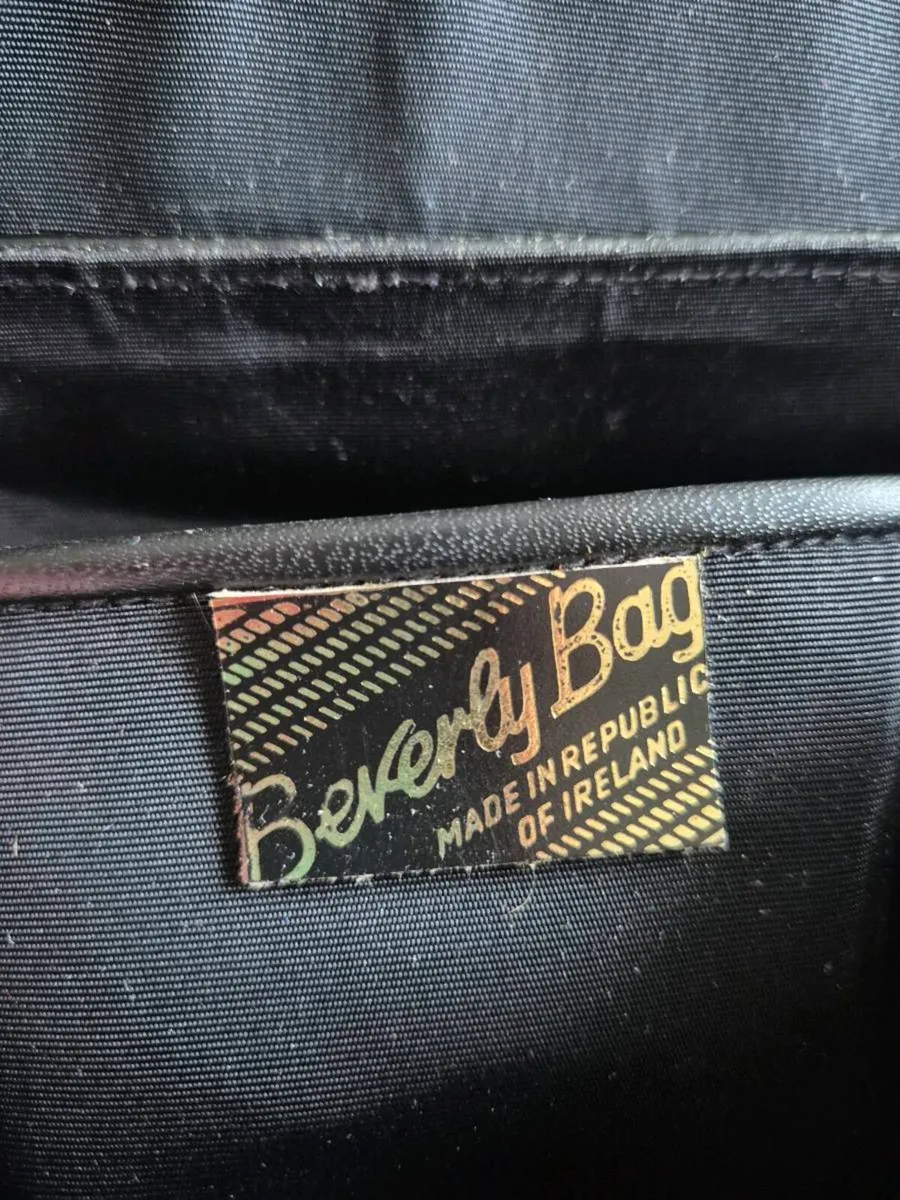 Beverly Bag
MADE IN REPUBLIC
OF IRELAND